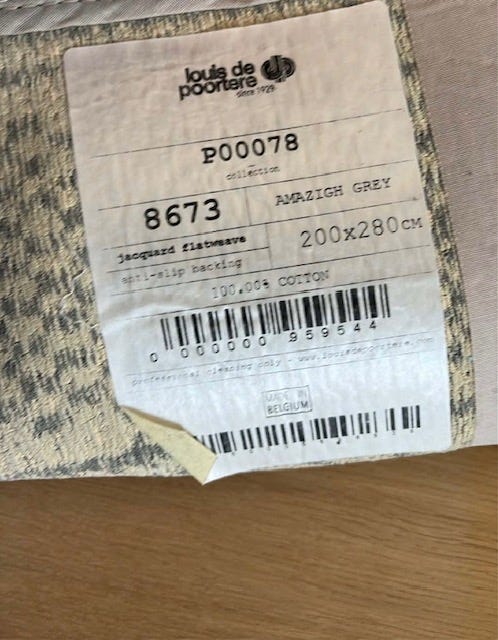 louis de
poortere
since 1929
P00078
collection
8673
AMAZIGH GREY
jacquard flatweave
200x280CM
anti-slip backing
100.00% COTTON
0 000000 959544
professional cleaning only - www.louisdepoortere.com
MADE IN
BELGIUM